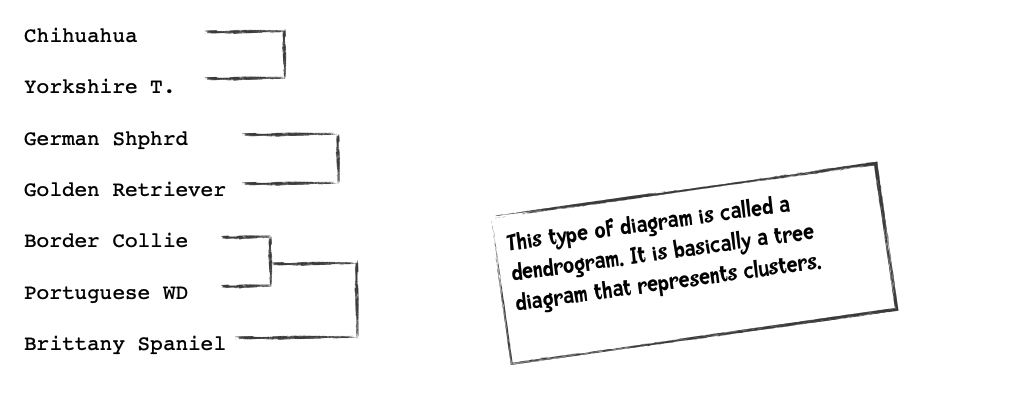 Chihuahua
Yorkshire T.
German Shphrd
Golden Retriever
Border Collie
Portuguese WD
Brittany Spaniel
This type of diagram is called a
dendrogram. It is basically a tree
diagram that represents clusters.